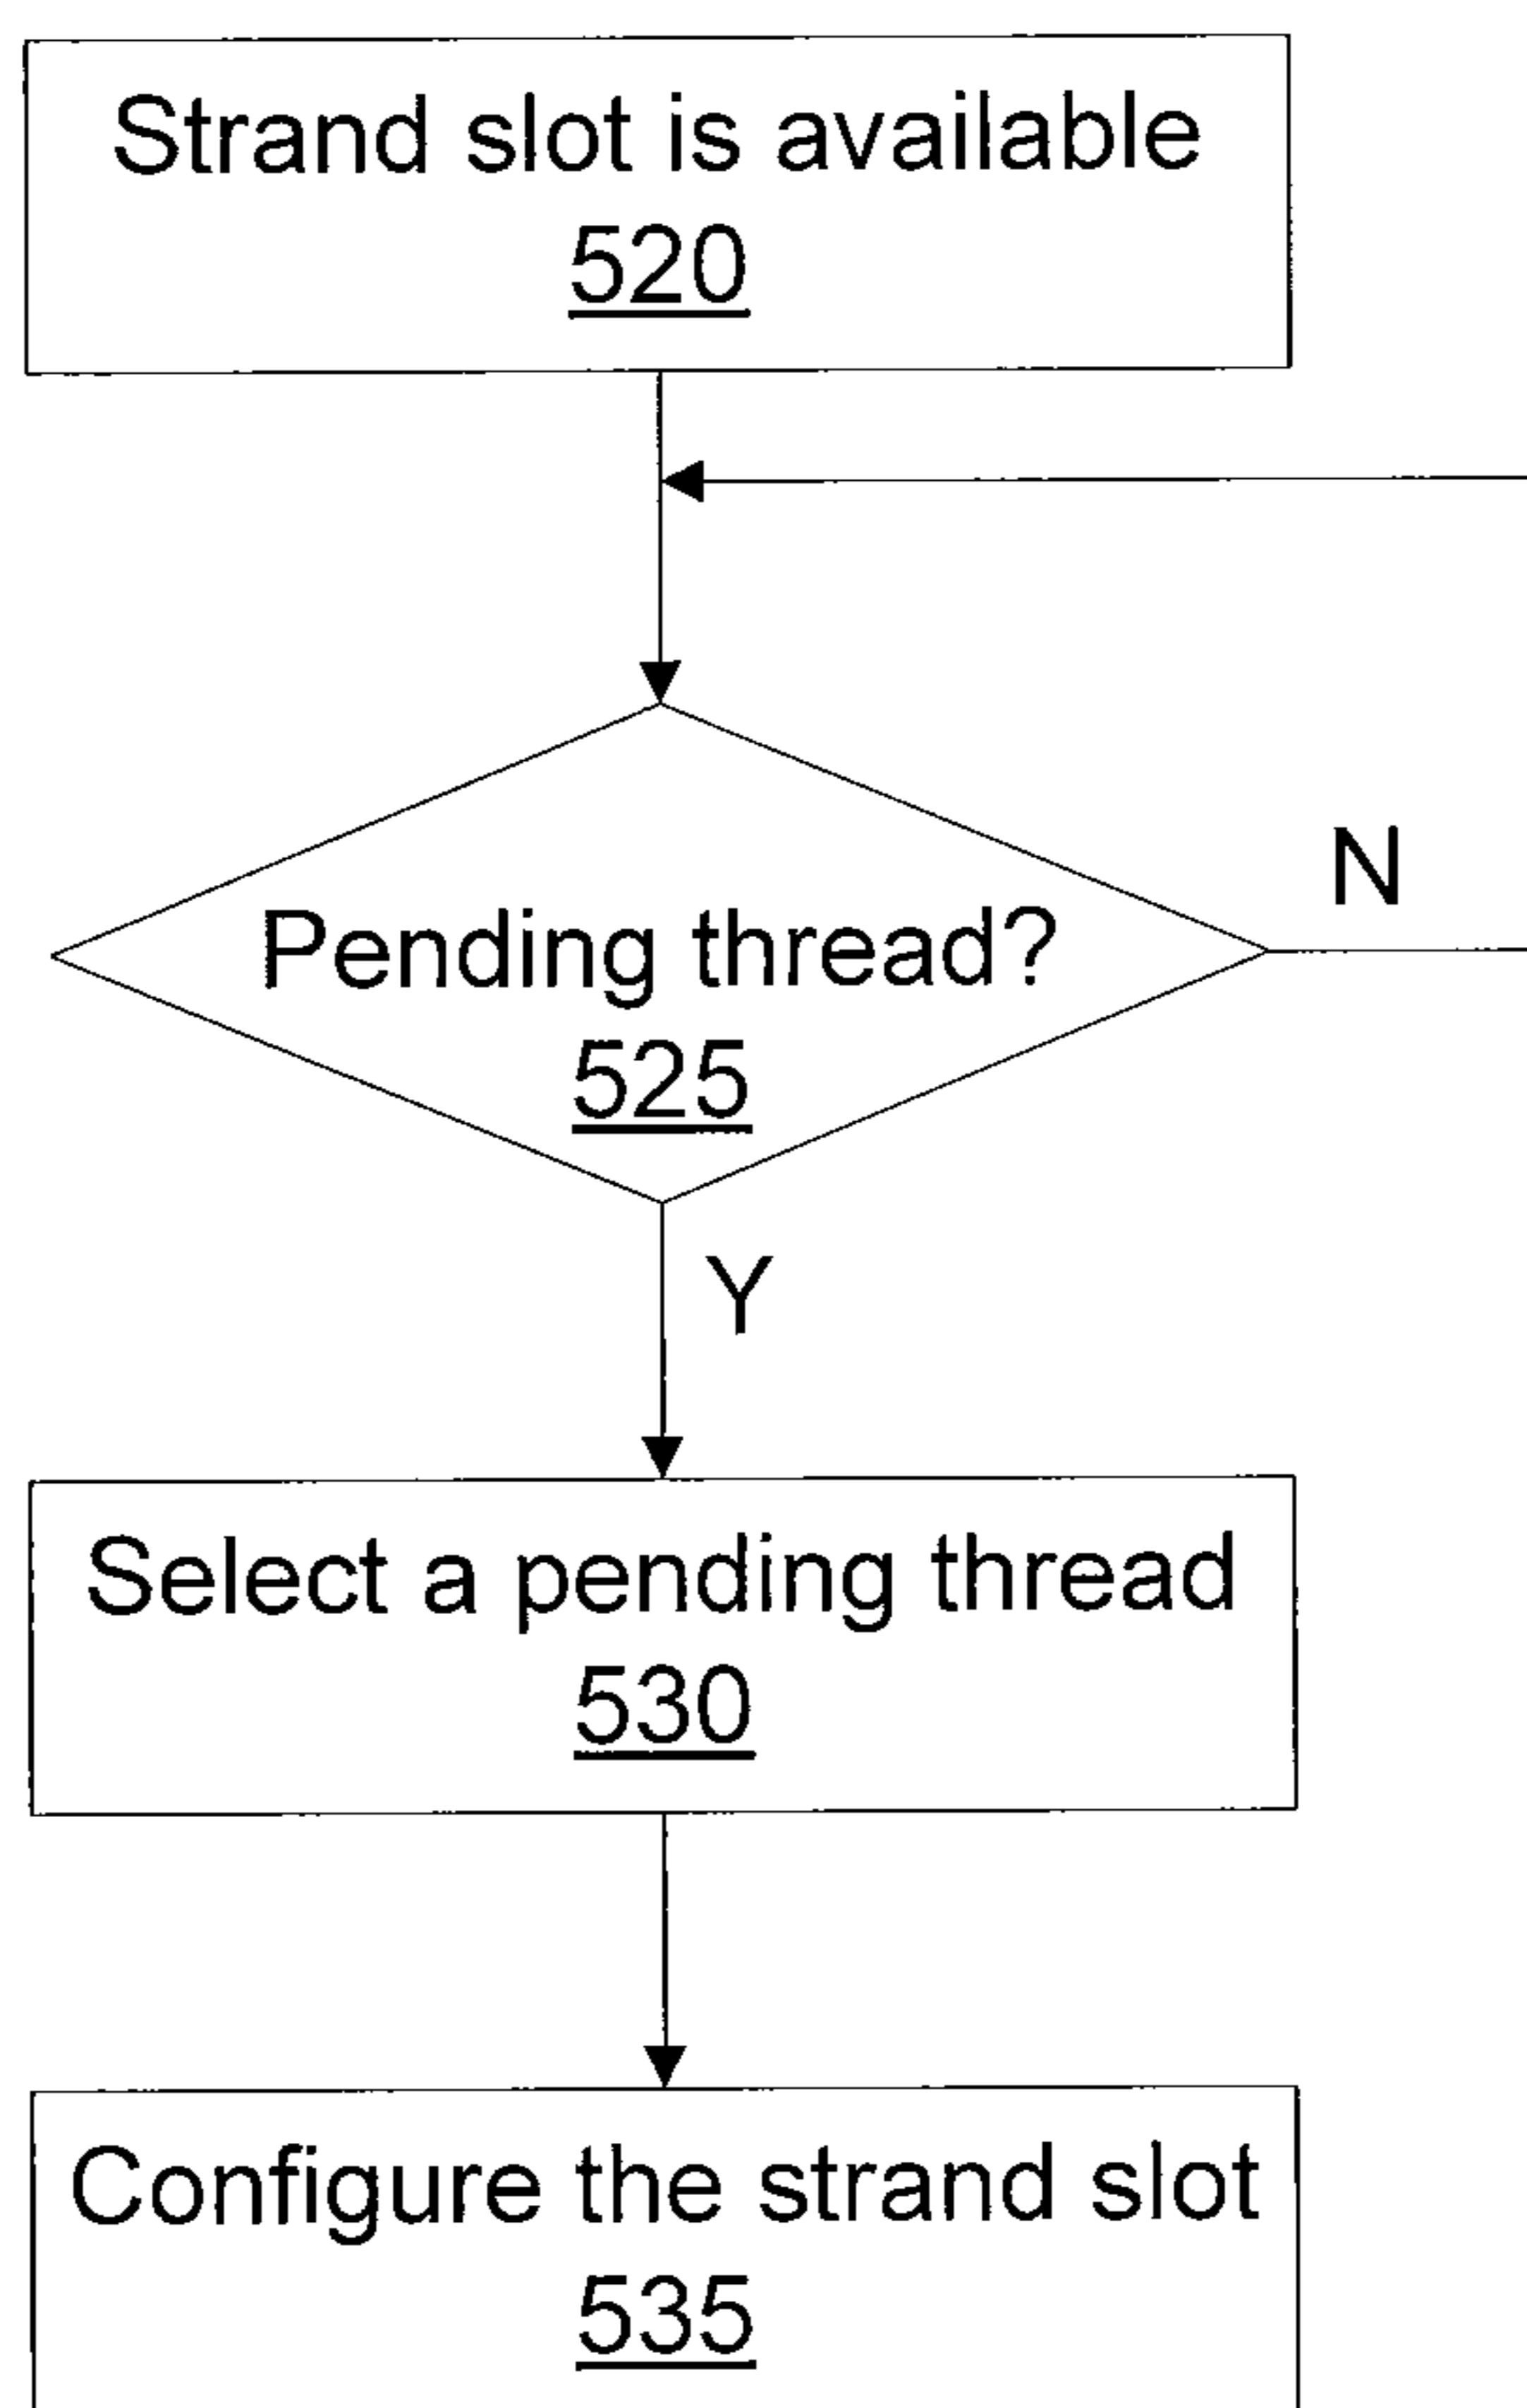 Strand slot is available
520
Pending thread?
525
N
Y
Select a pending thread
530
Configure the strand slot
535